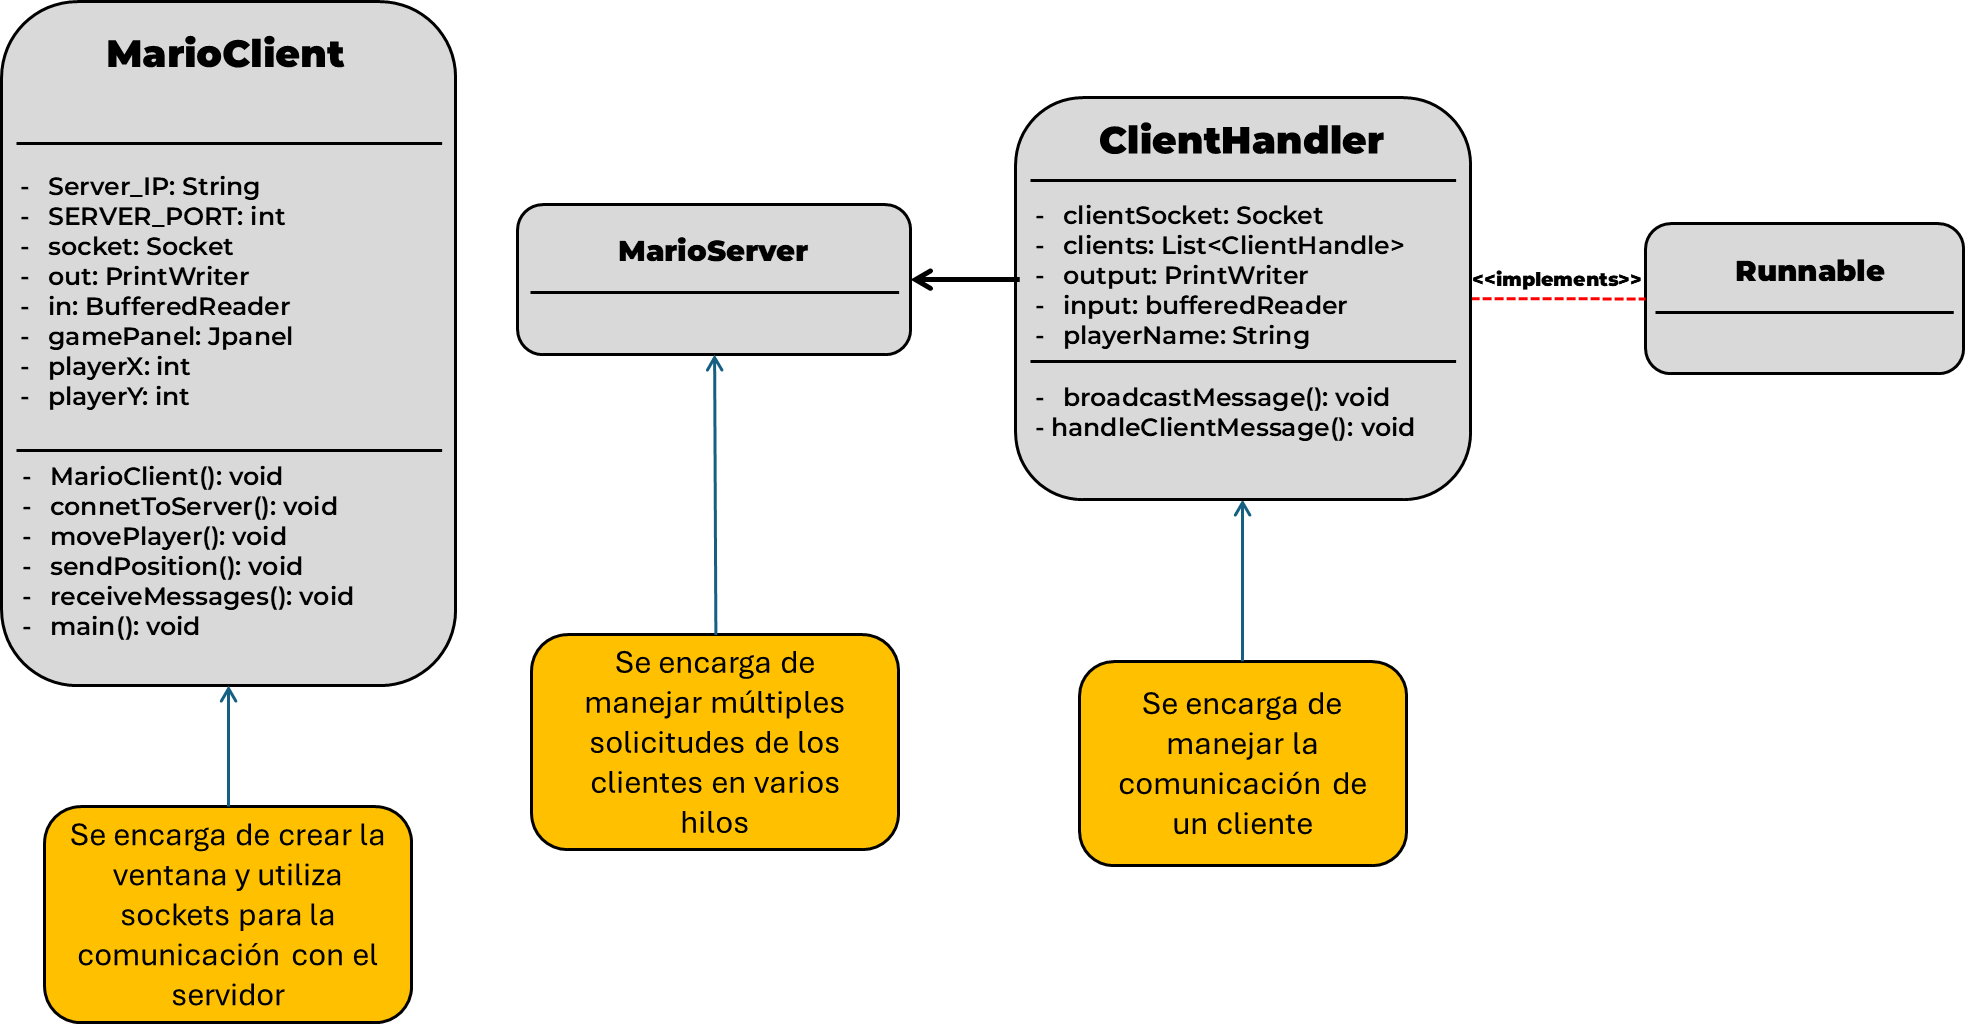 MarioClient
- Server_IP: String
- SERVER_PORT: int
- socket: Socket
- out: PrintWriter
- in: BufferedReader
- gamePanel: Jpanel
- playerX: int
- playerY: int
- MarioClient(): void
- connetToServer(): void
- movePlayer(): void
- sendPosition(): void
- receiveMessages(): void
- main(): void
Se encarga de crear la
ventana y utiliza
sockets para la
comunicación con el
servidor
MarioServer
Se encarga de
manejar múltiples
solicitudes de los
clientes en varios
hilos
ClientHandler
- clientSocket: Socket
- clients: List<ClientHandle>
- output: PrintWriter
- input: bufferedReader
- playerName: String
- broadcastMessage(): void
- handleClientMessage(): void
Se encarga de
manejar la
comunicación de
un cliente
<<implements>>
Runnable